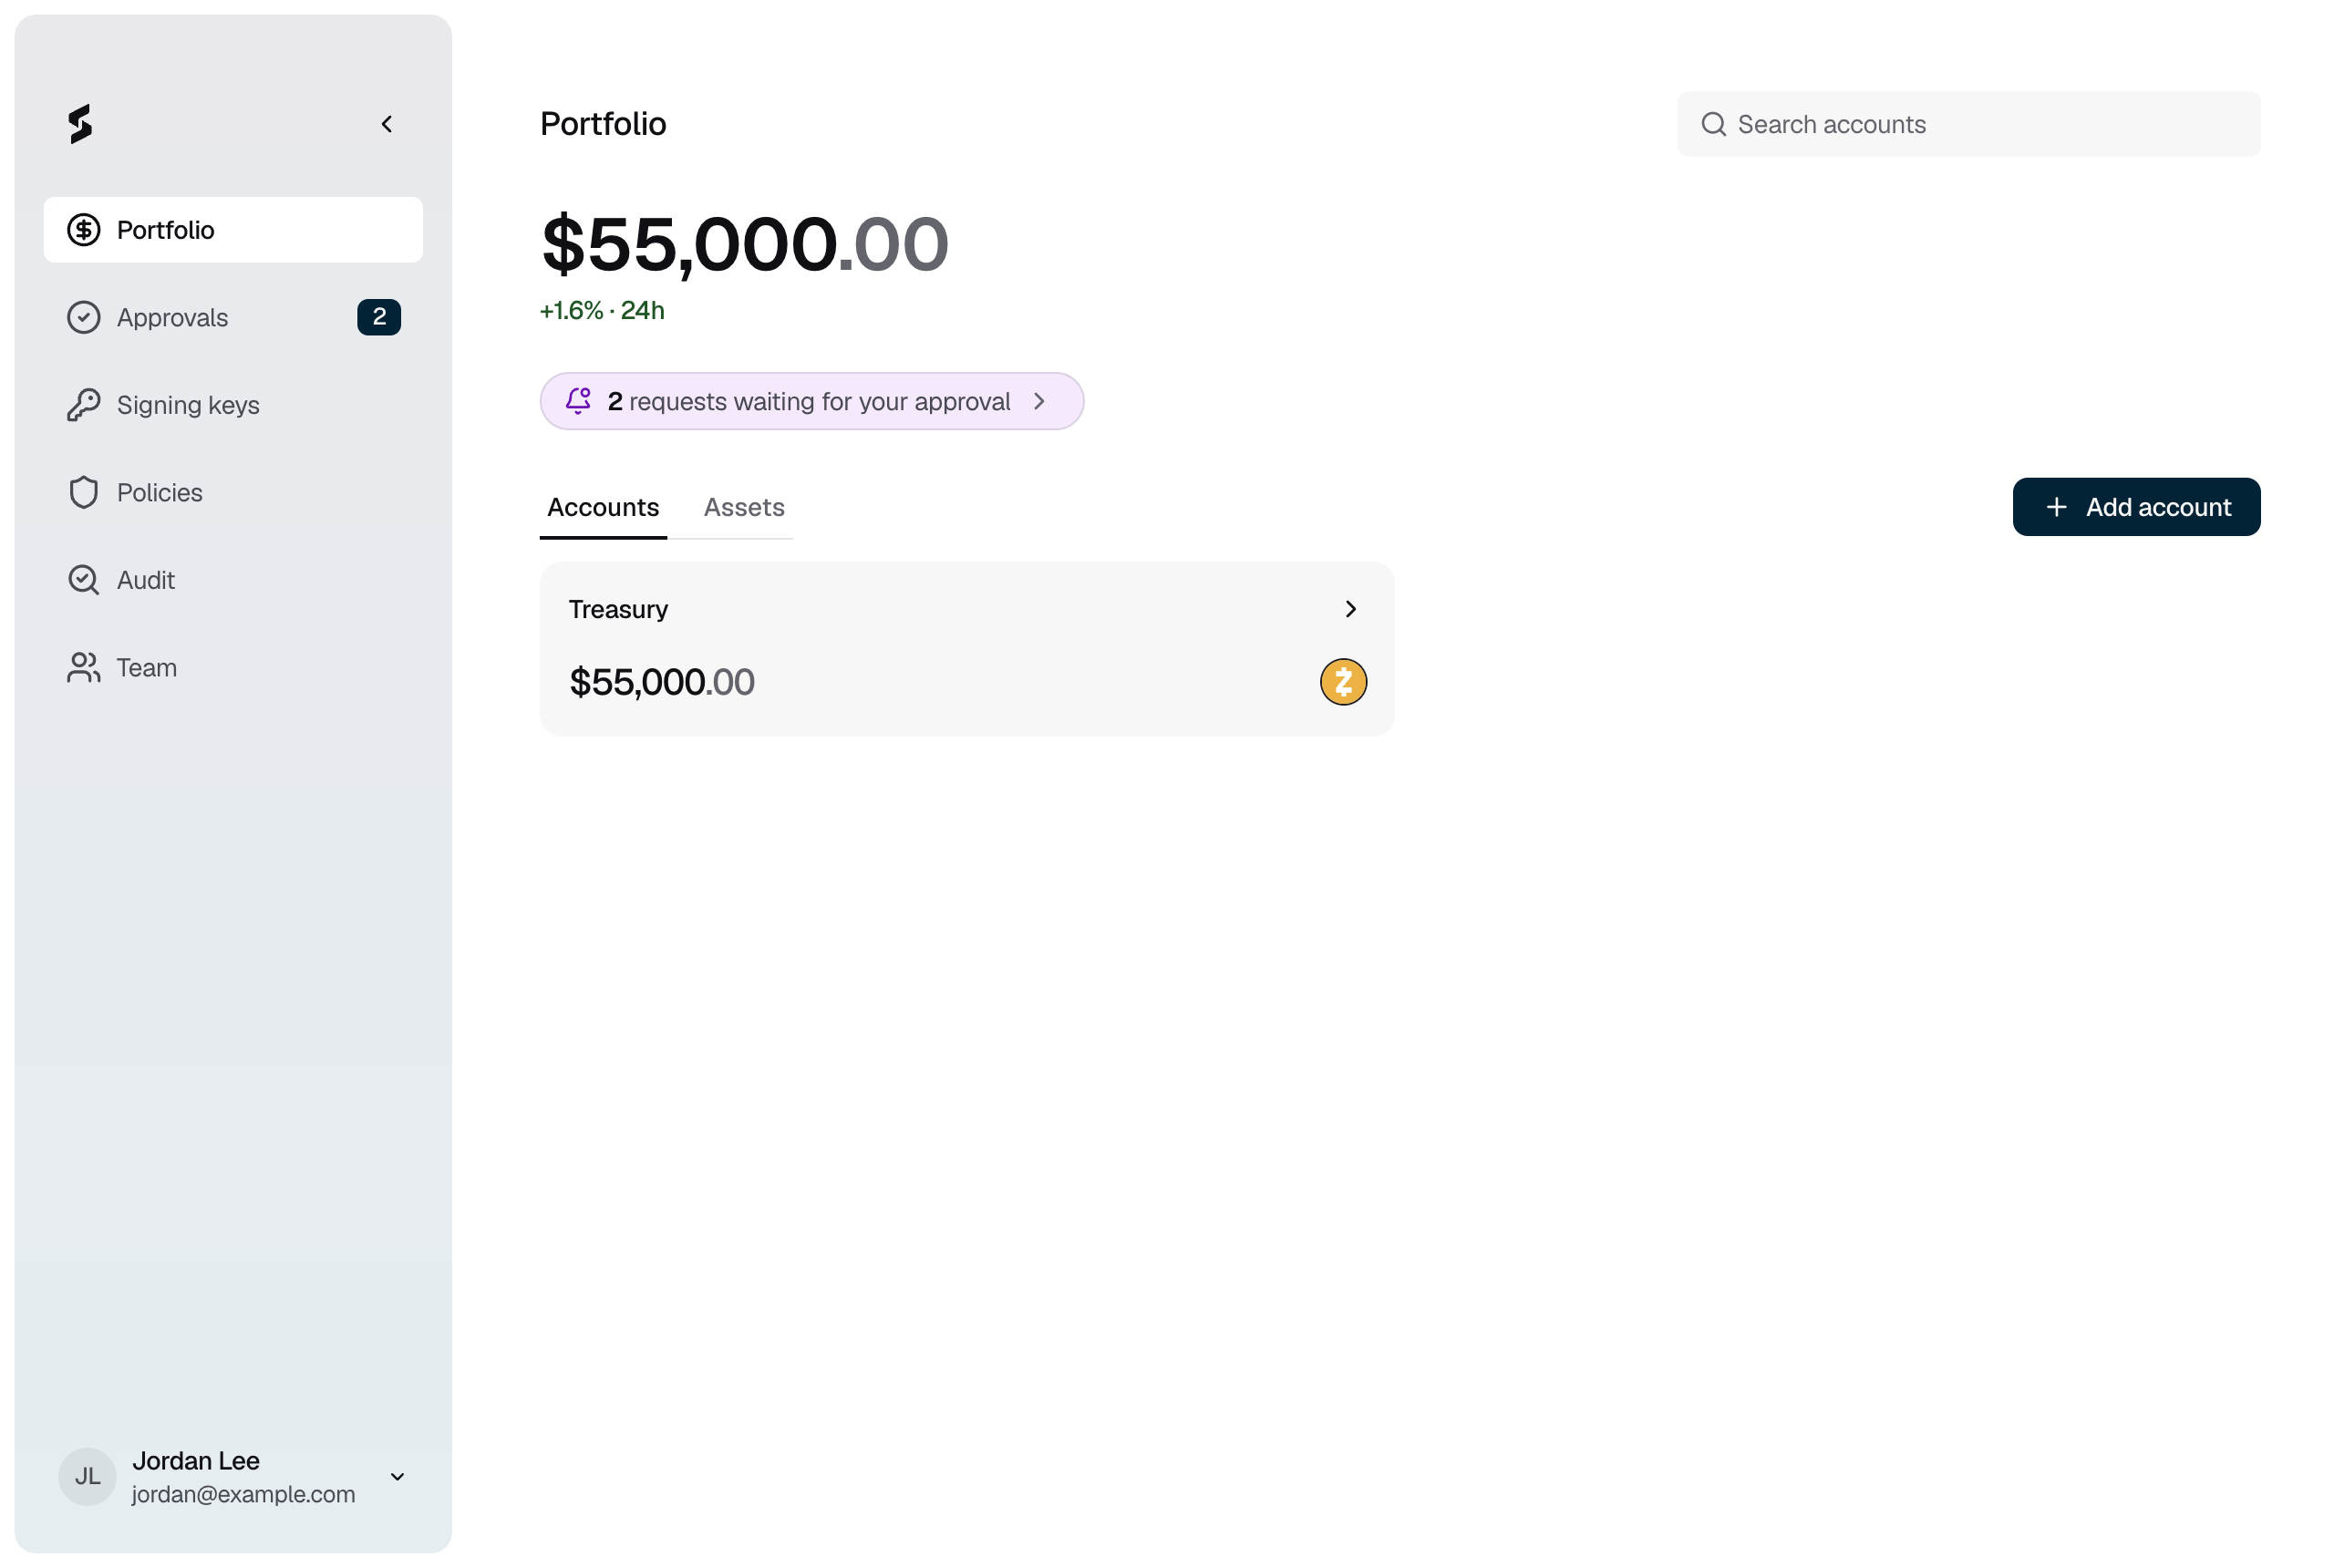 Portfolio
Approvals
2
Signing keys
Policies
Audit
Team
JL
Jordan Lee
jordan@example.com
Portfolio
Search accounts
$55,000.00
+1.6% · 24h
2 requests waiting for your approval
Accounts
Assets
Add account
Treasury
$55,000.00